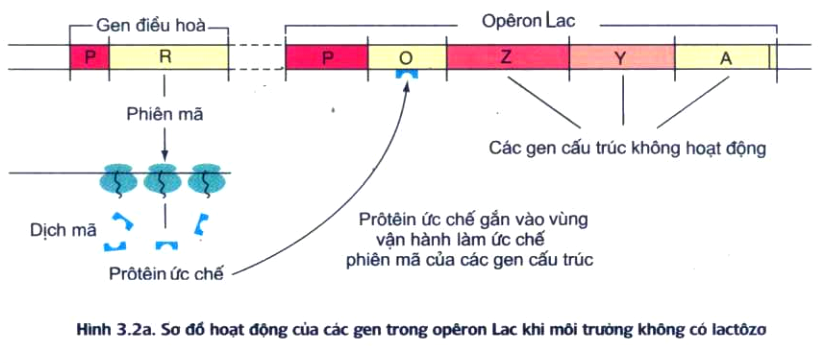 Gen điều hoà
Opêron Lac
P R P O Z Y A
Phiên mã
Các gen cấu trúc không hoạt động
Dịch mã
Prôtêin ức chế gắn vào vùng
vận hành làm ức chế
phiên mã của các gen cấu trúc
Prôtêin ức chế
Hình 3.2a. Sơ đồ hoạt động của các gen trong opêron Lac khi môi trường không có lactôzơ